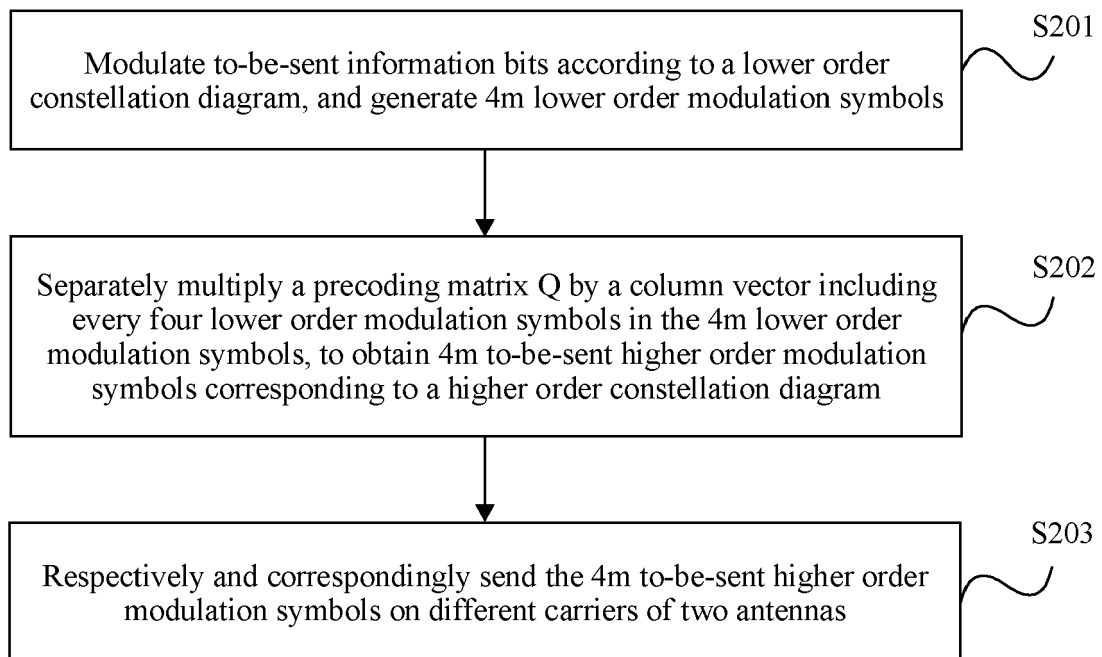 S201
Modulate to-be-sent information bits according to a lower order
constellation diagram, and generate 4m lower order modulation symbols
S202
Separately multiply a precoding matrix Q by a column vector including
every four lower order modulation symbols in the 4m lower order
modulation symbols, to obtain 4m to-be-sent higher order modulation
symbols corresponding to a higher order constellation diagram
S203
Respectively and correspondingly send the 4m to-be-sent higher order
modulation symbols on different carriers of two antennas